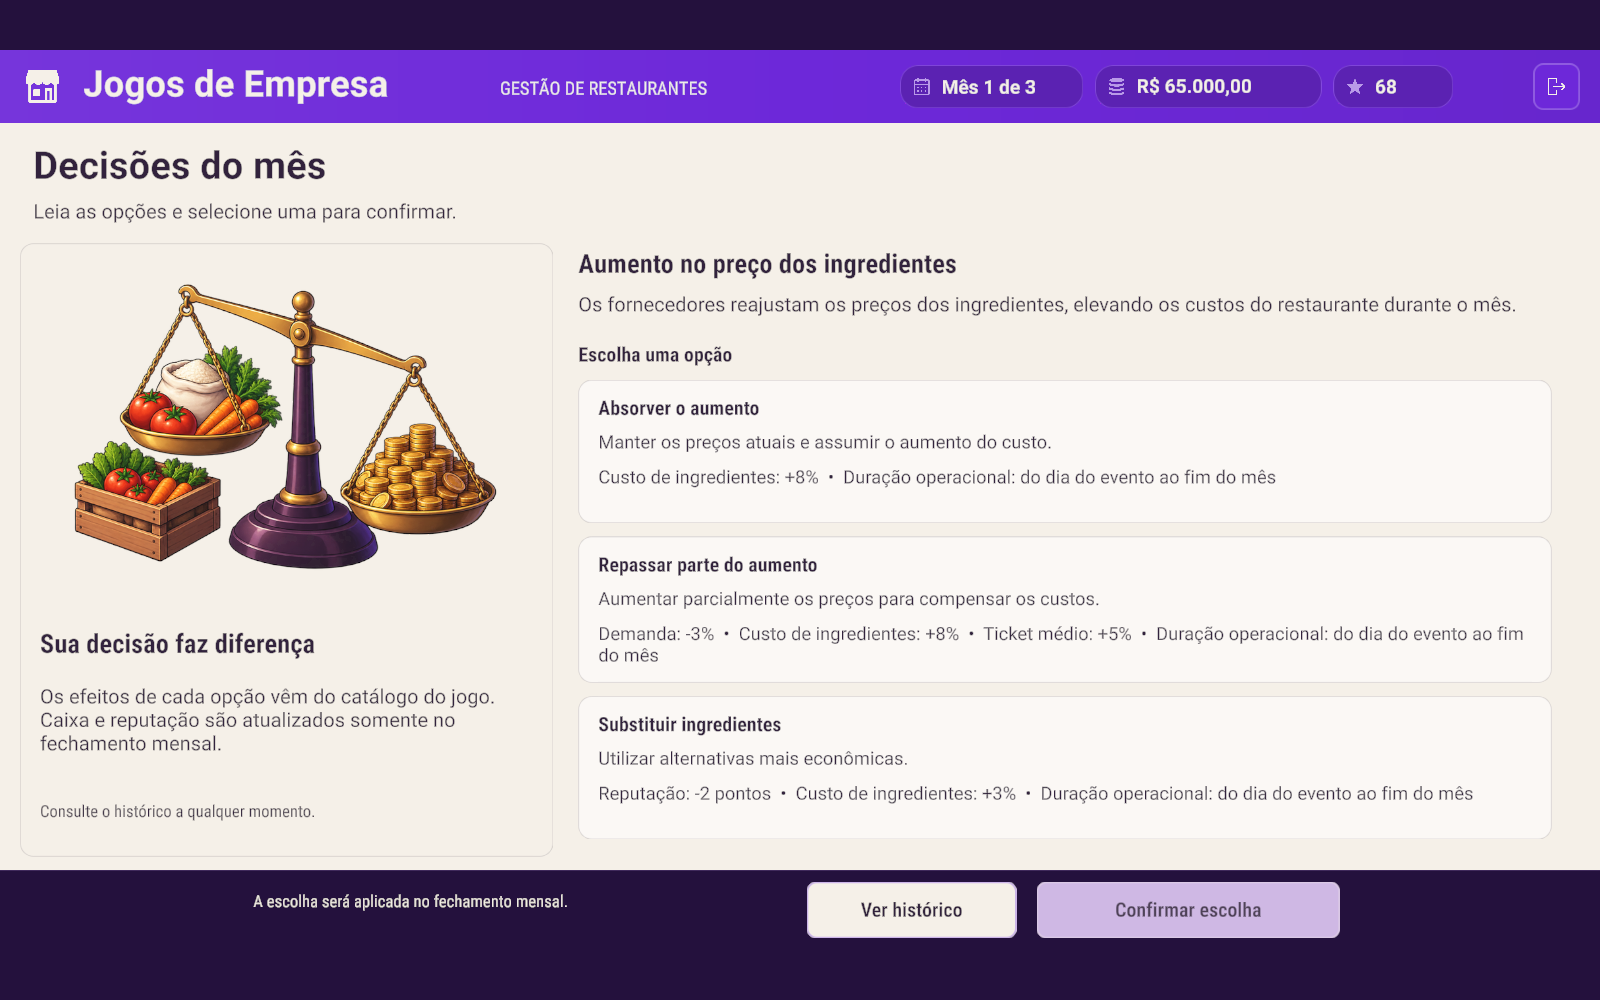 Jogos de Empresa
GESTÃO DE RESTAURANTES
Mês 1 de 3
R$ 65.000,00
68
Decisões do mês
Leia as opções e selecione uma para confirmar.
Sua decisão faz diferença
Os efeitos de cada opção vêm do catálogo do jogo.
Caixa e reputação são atualizados somente no
fechamento mensal.
Consulte o histórico a qualquer momento.
Aumento no preço dos ingredientes
Os fornecedores reajustam os preços dos ingredientes, elevando os custos do restaurante durante o mês.
Escolha uma opção
Absorver o aumento
Manter os preços atuais e assumir o aumento do custo.
Custo de ingredientes: +8% • Duração operacional: do dia do evento ao fim do mês
Repassar parte do aumento
Aumentar parcialmente os preços para compensar os custos.
Demanda: -3% • Custo de ingredientes: +8% • Ticket médio: +5% • Duração operacional: do dia do evento ao fim
do mês
Substituir ingredientes
Utilizar alternativas mais econômicas.
Reputação: -2 pontos • Custo de ingredientes: +3% • Duração operacional: do dia do evento ao fim do mês
A escolha será aplicada no fechamento mensal.
Ver histórico
Confirmar escolha